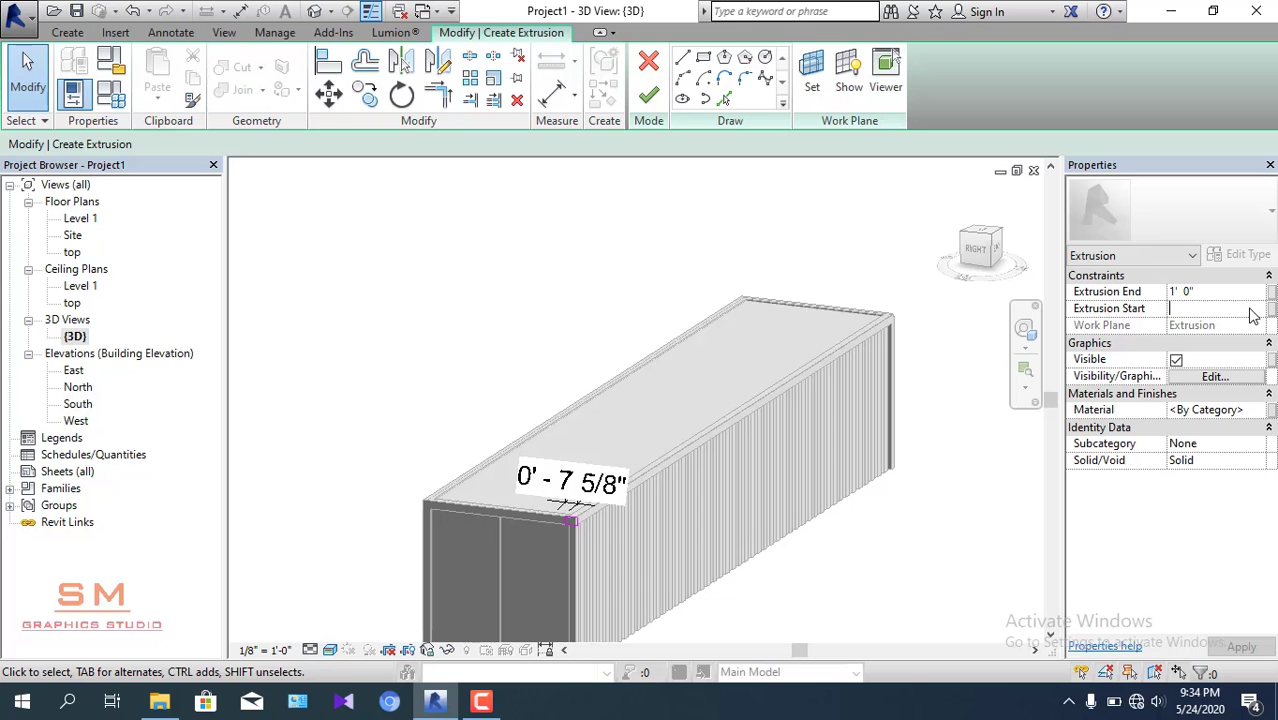 Project1 - 3D View: {3D}
Type a keyword or phrase
Sign In
Create
Insert
Annotate
View
Manage
Add-Ins
Lumion®
Modify | Create Extrusion
Modify
Paste
Cut
Join
Set
Show
Viewer
Select
Properties
Clipboard
Geometry
Modify
Measure
Create
Mode
Draw
Work Plane
Modify | Create Extrusion
Project Browser - Project1
Views (all)
Floor Plans
Level 1
Site
top
Ceiling Plans
Level 1
top
3D Views
{3D}
Elevations (Building Elevation)
East
North
South
West
Legends
Schedules/Quantities
Sheets (all)
Families
Groups
Revit Links
SM
GRAPHICS STUDIO
RIGHT
0' - 7 5/8"
Properties
Extrusion
Edit Type
Constraints
Extrusion End 1' 0"
Extrusion Start
Work Plane Extrusion
Graphics
Visible
Visibility/Graphi... Edit...
Materials and Finishes
Material <By Category>
Identity Data
Subcategory None
Solid/Void Solid
Activate Windows
Go to Settings to activate Windows.
Properties help
Apply
1/8" = 1'-0"
Click to select, TAB for alternates, CTRL adds, SHIFT unselects.
:0
Main Model
:0
9:34 PM
5/24/2020
4